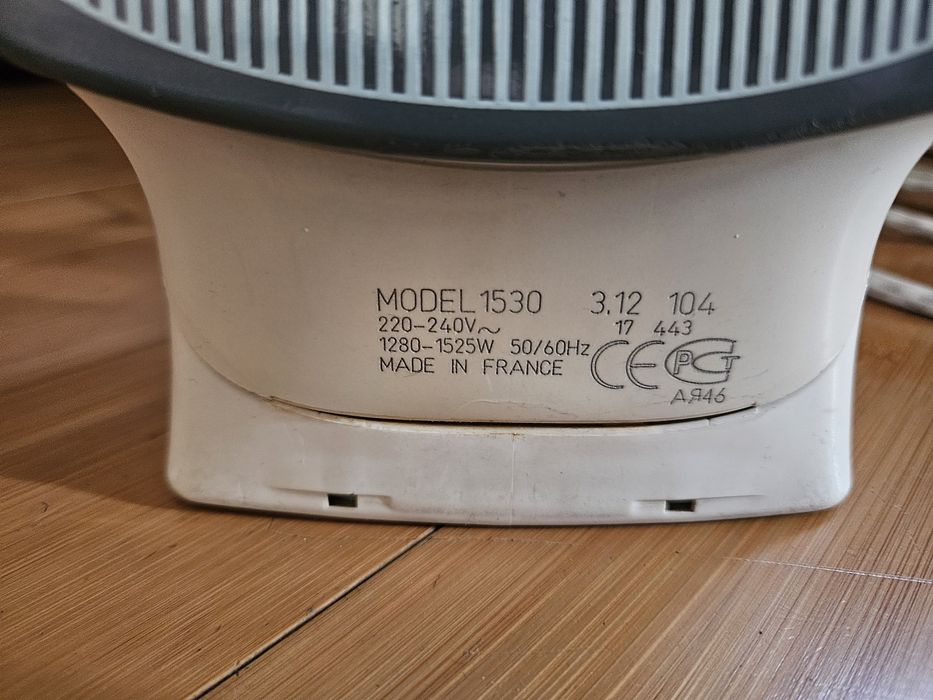 MODEL 1530 3.12 104
220-240V~ 17 443
1280-1525W 50/60Hz
MADE IN FRANCE CE PCT
АЯ46